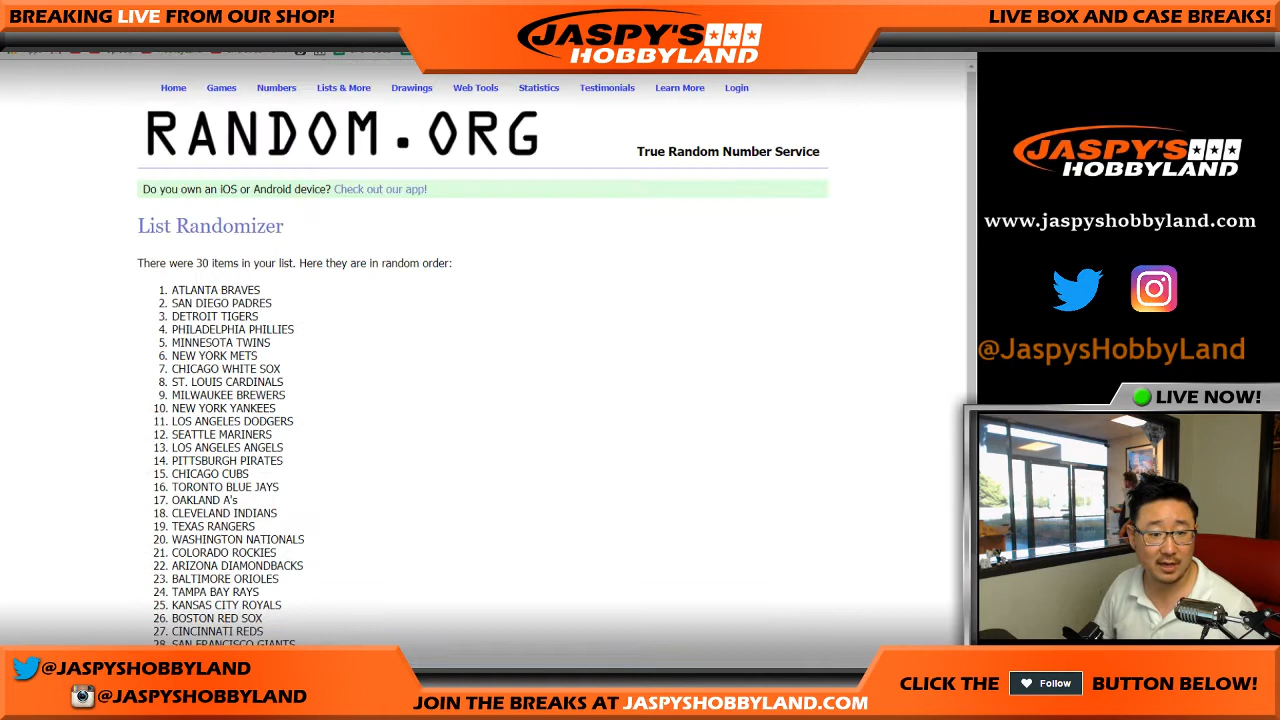 BREAKING LIVE FROM OUR SHOP!
JASPY'S
HOBBYLAND
LIVE BOX AND CASE BREAKS!
Home Games Numbers Lists & More Drawings Web Tools Statistics Testimonials Learn More Login
RANDOM.ORG
True Random Number Service
Do you own an iOS or Android device? Check out our app!
List Randomizer
There were 30 items in your list. Here they are in random order:
1. ATLANTA BRAVES
2. SAN DIEGO PADRES
3. DETROIT TIGERS
4. PHILADELPHIA PHILLIES
5. MINNESOTA TWINS
6. NEW YORK METS
7. CHICAGO WHITE SOX
8. ST. LOUIS CARDINALS
9. MILWAUKEE BREWERS
10. NEW YORK YANKEES
11. LOS ANGELES DODGERS
12. SEATTLE MARINERS
13. LOS ANGELES ANGELS
14. PITTSBURGH PIRATES
15. CHICAGO CUBS
16. TORONTO BLUE JAYS
17. OAKLAND A's
18. CLEVELAND INDIANS
19. TEXAS RANGERS
20. WASHINGTON NATIONALS
21. COLORADO ROCKIES
22. ARIZONA DIAMONDBACKS
23. BALTIMORE ORIOLES
24. TAMPA BAY RAYS
25. KANSAS CITY ROYALS
26. BOSTON RED SOX
27. CINCINNATI REDS
28. SAN FRANCISCO GIANTS
JASPY'S
HOBBYLAND
www.jaspyshobbyland.com
@JaspysHobbyLand
LIVE NOW!
@JASPYSHOBBYLAND
@JASPYSHOBBYLAND
JOIN THE BREAKS AT JASPYSHOBBYLAND.COM
CLICK THE Follow BUTTON BELOW!